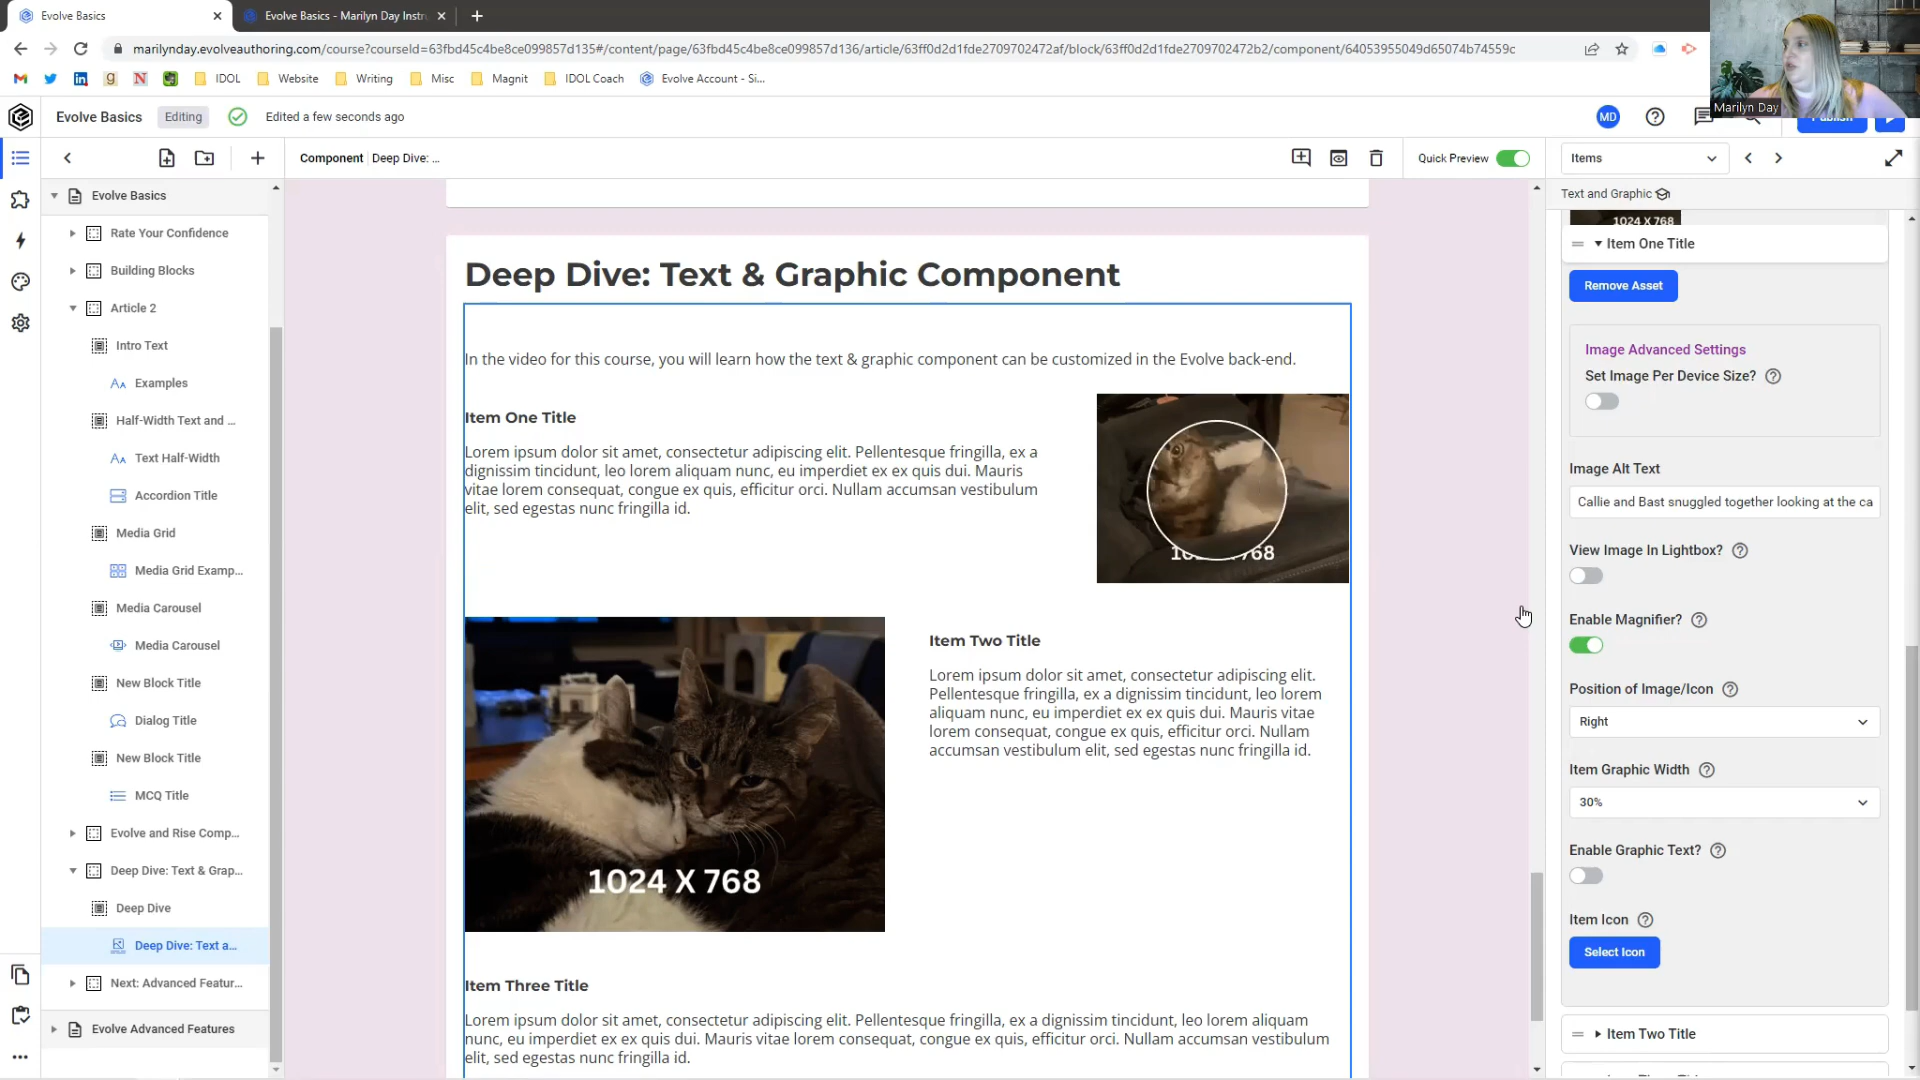 Evolve Basics
Evolve Basics - Marilyn Day Instr
marilynday.evolveauthoring.com/course?courseId=63fbd45c4be8ce099857d135#/content/page/63fbd45c4be8ce099857d136/article/63ff0d2d1fde2709702472af/block/63ff0d2d1fde2709702472b2/component/64053955049d65074b74559c
IDOL
Website
Writing
Misc
Magnit
IDOL Coach
Evolve Account - Si...
Marilyn Day
Evolve Basics
Editing
Edited a few seconds ago
MD
Publish
Component
Deep Dive: ...
Quick Preview
Items
Evolve Basics
Rate Your Confidence
Building Blocks
Article 2
Intro Text
Examples
Half-Width Text and ...
Text Half-Width
Accordion Title
Media Grid
Media Grid Examp...
Media Carousel
Media Carousel
New Block Title
Dialog Title
New Block Title
MCQ Title
Evolve and Rise Comp...
Deep Dive: Text & Grap...
Deep Dive
Deep Dive: Text a...
Next: Advanced Featur...
Evolve Advanced Features
Deep Dive: Text & Graphic Component
In the video for this course, you will learn how the text & graphic component can be customized in the Evolve back-end.
Item One Title
Lorem ipsum dolor sit amet, consectetur adipiscing elit. Pellentesque fringilla, ex a
dignissim tincidunt, leo lorem aliquam nunc, eu imperdiet ex ex quis dui. Mauris
vitae lorem consequat, congue ex quis, efficitur orci. Nullam accumsan vestibulum
elit, sed egestas nunc fringilla id.
Item Two Title
Lorem ipsum dolor sit amet, consectetur adipiscing elit.
Pellentesque fringilla, ex a dignissim tincidunt, leo lorem
aliquam nunc, eu imperdiet ex ex quis dui. Mauris vitae
lorem consequat, congue ex quis, efficitur orci. Nullam
accumsan vestibulum elit, sed egestas nunc fringilla id.
1024 X 768
Item Three Title
Lorem ipsum dolor sit amet, consectetur adipiscing elit. Pellentesque fringilla, ex a dignissim tincidunt, leo lorem aliquam
nunc, eu imperdiet ex ex quis dui. Mauris vitae lorem consequat, congue ex quis, efficitur orci. Nullam accumsan vestibulum
elit, sed egestas nunc fringilla id.
Text and Graphic
1024 X 768
Item One Title
Remove Asset
Image Advanced Settings
Set Image Per Device Size?
Image Alt Text
Callie and Bast snuggled together looking at the ca
View Image In Lightbox?
Enable Magnifier?
Position of Image/Icon
Right
Item Graphic Width
30%
Enable Graphic Text?
Item Icon
Select Icon
Item Two Title